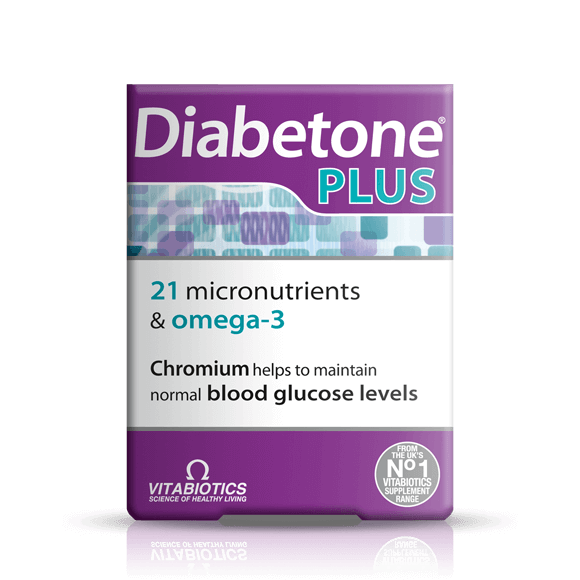 Diabetone®
PLUS
21 micronutrients
& omega-3
Chromium helps to maintain
normal blood glucose levels
VITABIOTICS
SCIENCE OF HEALTHY LIVING
FROM
THE UK'S
Nº1
VITABIOTICS
SUPPLEMENT
RANGE